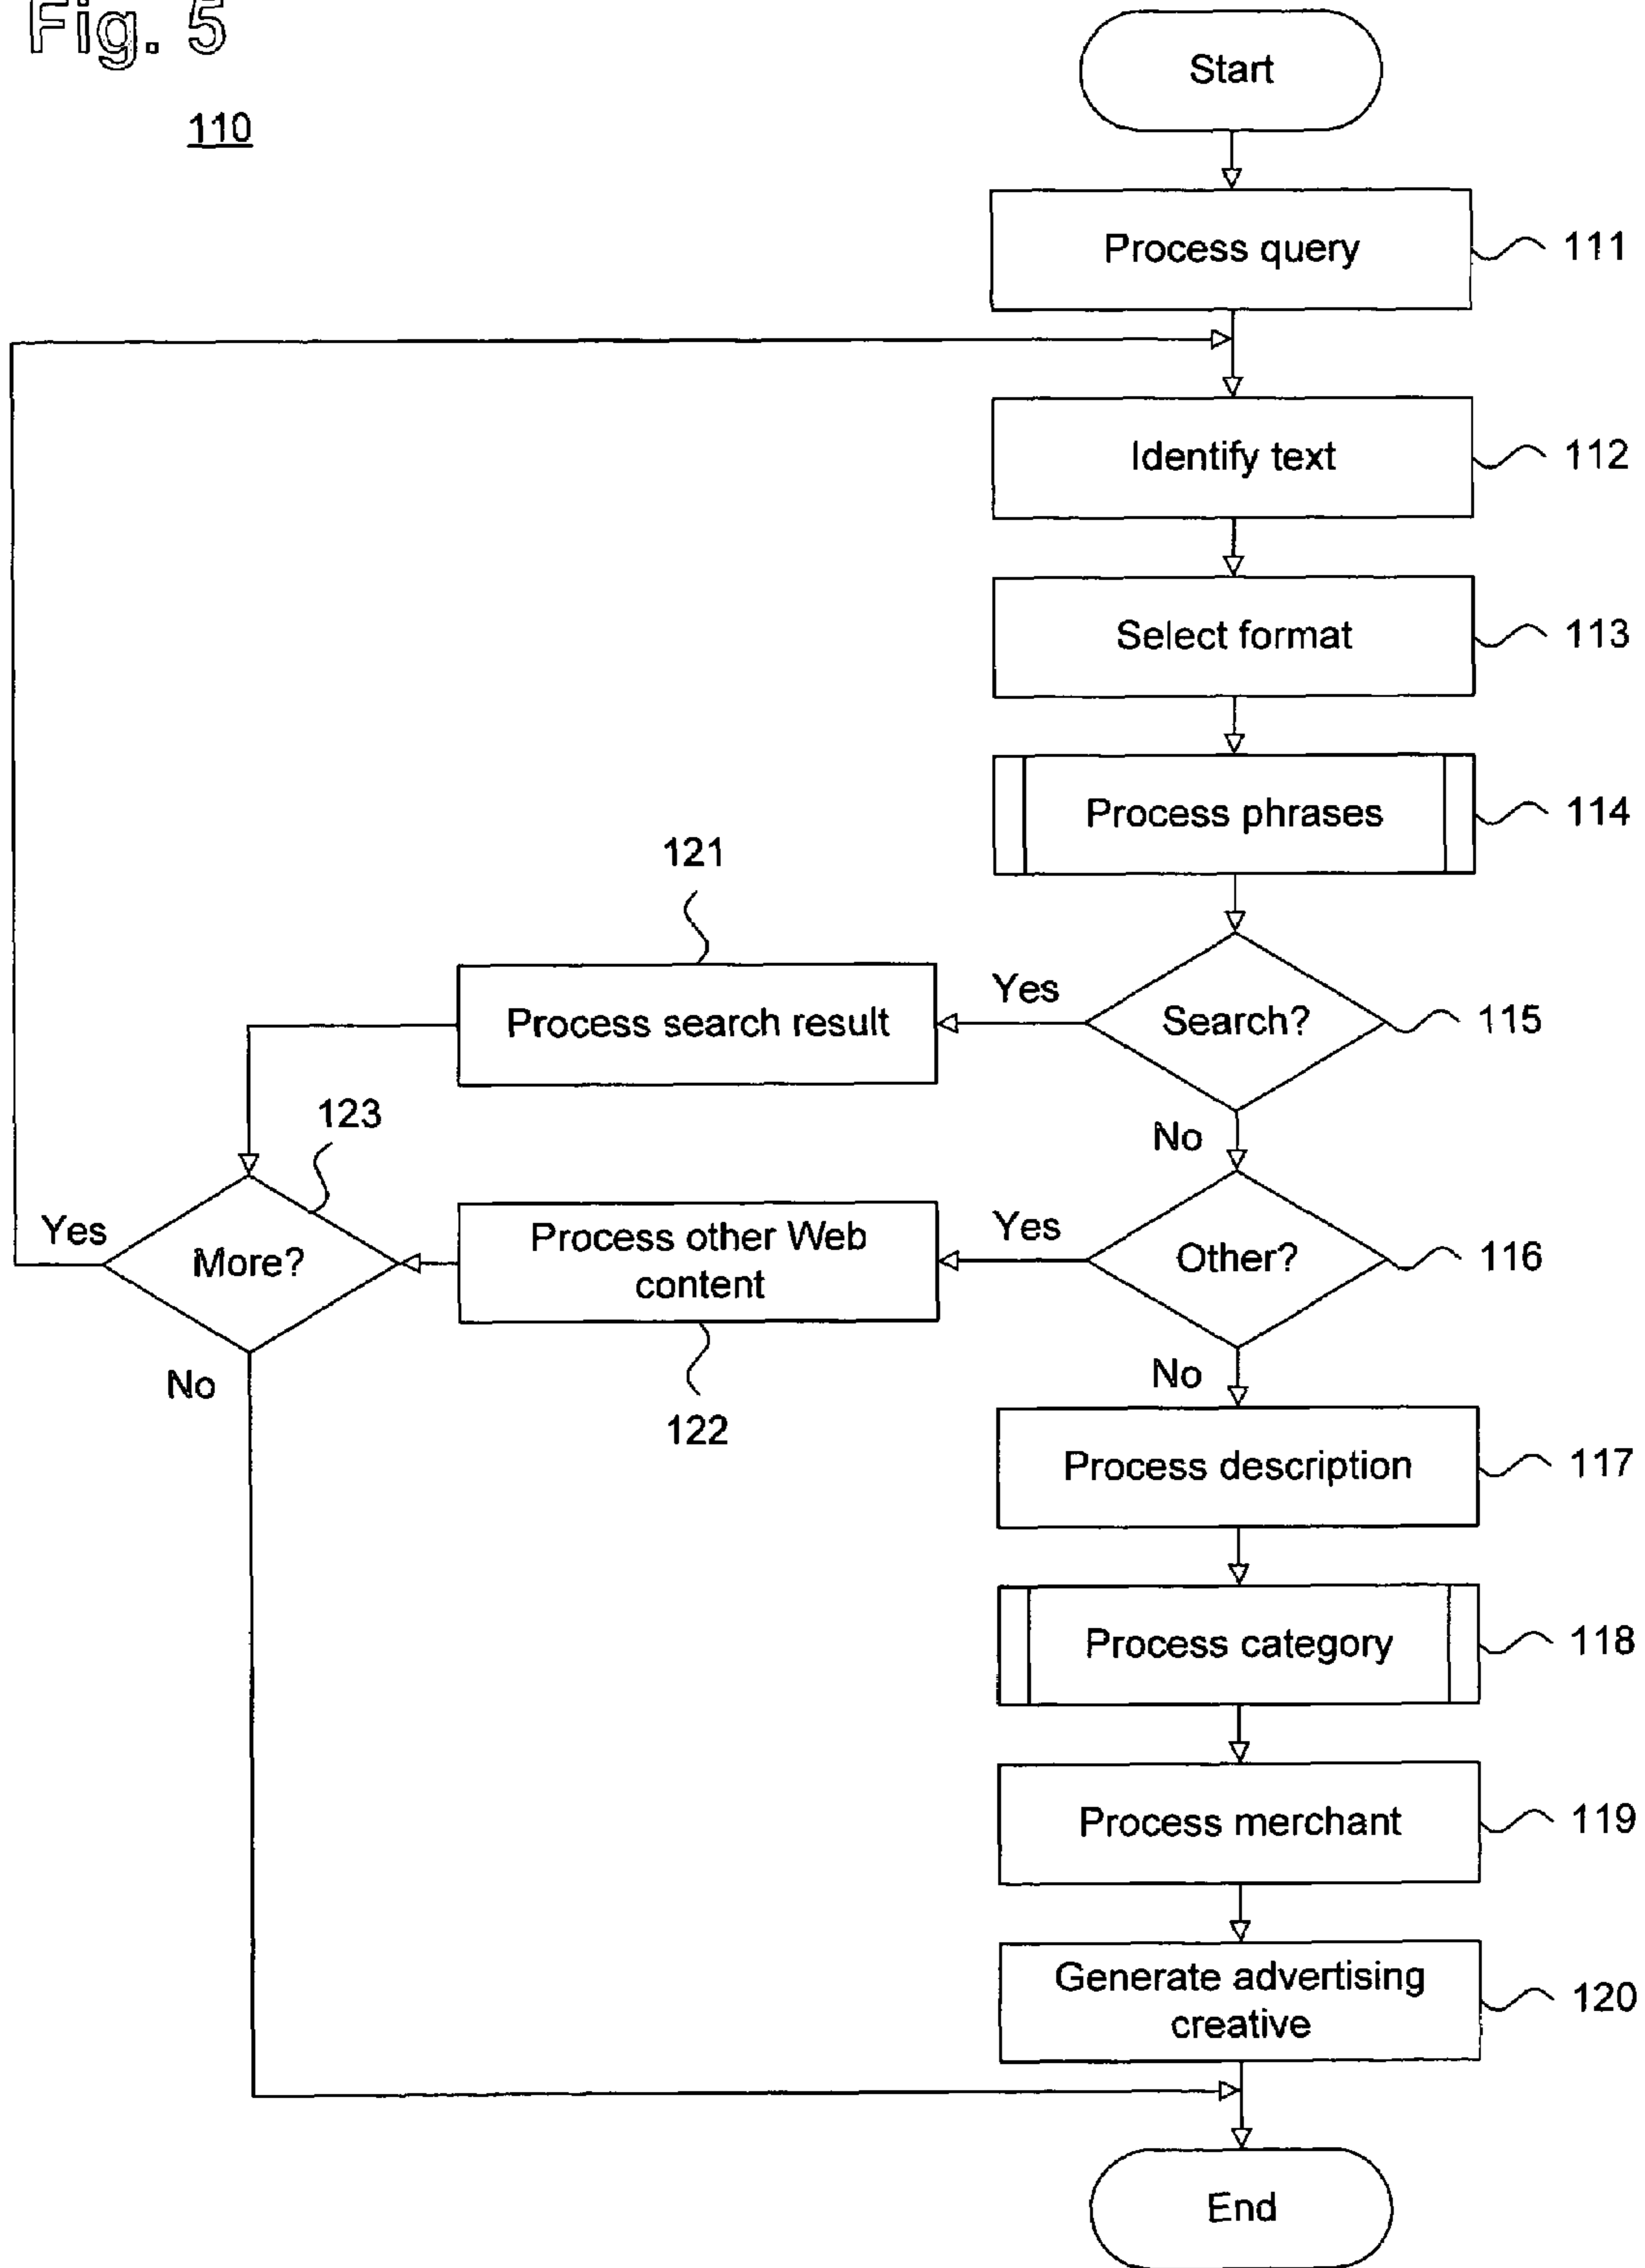 Fig. 5
110
Start
Process query
111
Identify text
112
Select format
113
Process phrases
114
121
Process search result
Yes
Search?
115
123
No
Yes
More?
Process other Web
content
Yes
Other?
116
No
122
No
Process description
117
Process category
118
Process merchant
119
Generate advertising
creative
120
End